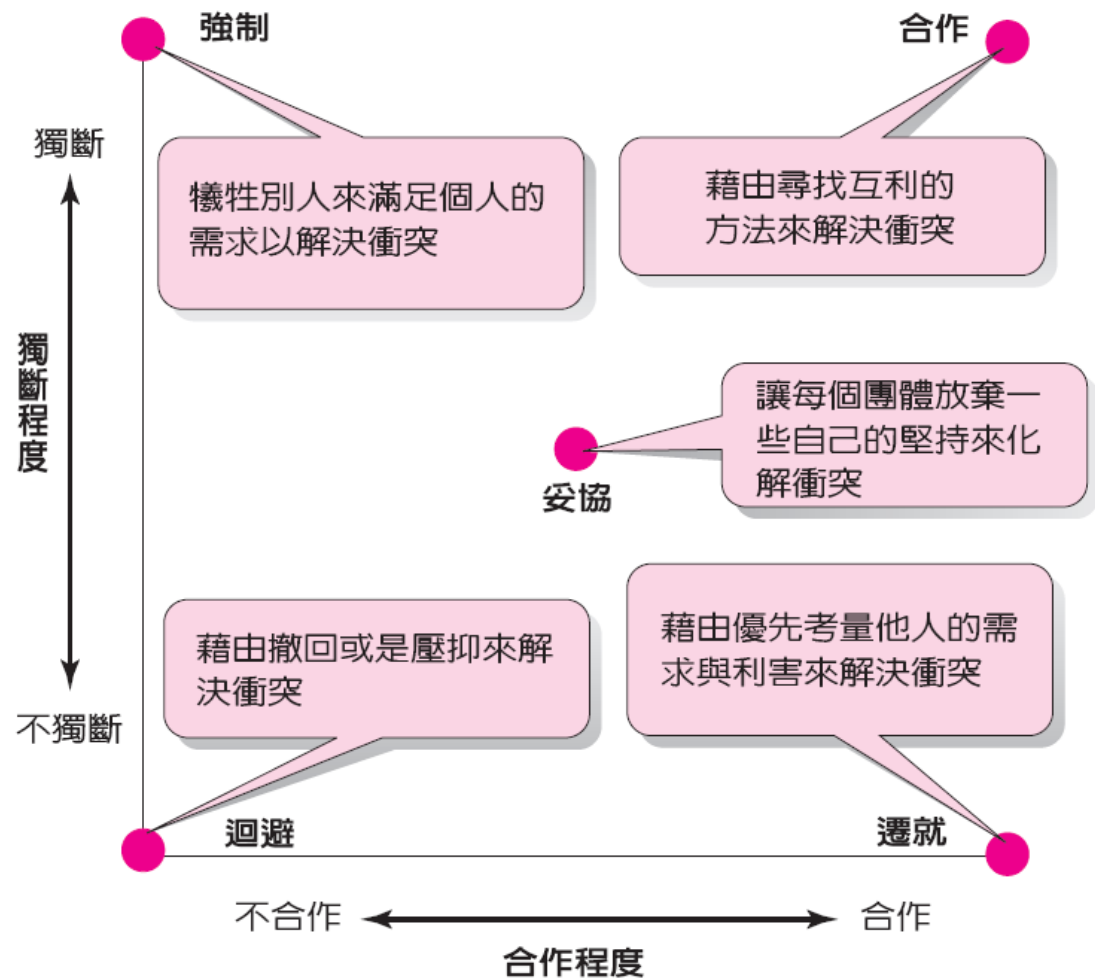 強制
合作
獨斷
犧牲別人來滿足個人的
需求以解決衝突
藉由尋找互利的
方法來解決衝突
獨斷程度
讓每個團體放棄一
些自己的堅持來化
解衝突
妥協
藉由撤回或是壓抑來解
決衝突
藉由優先考量他人的需
求與利害來解決衝突
不獨斷
迴避
遷就
不合作
合作
合作程度